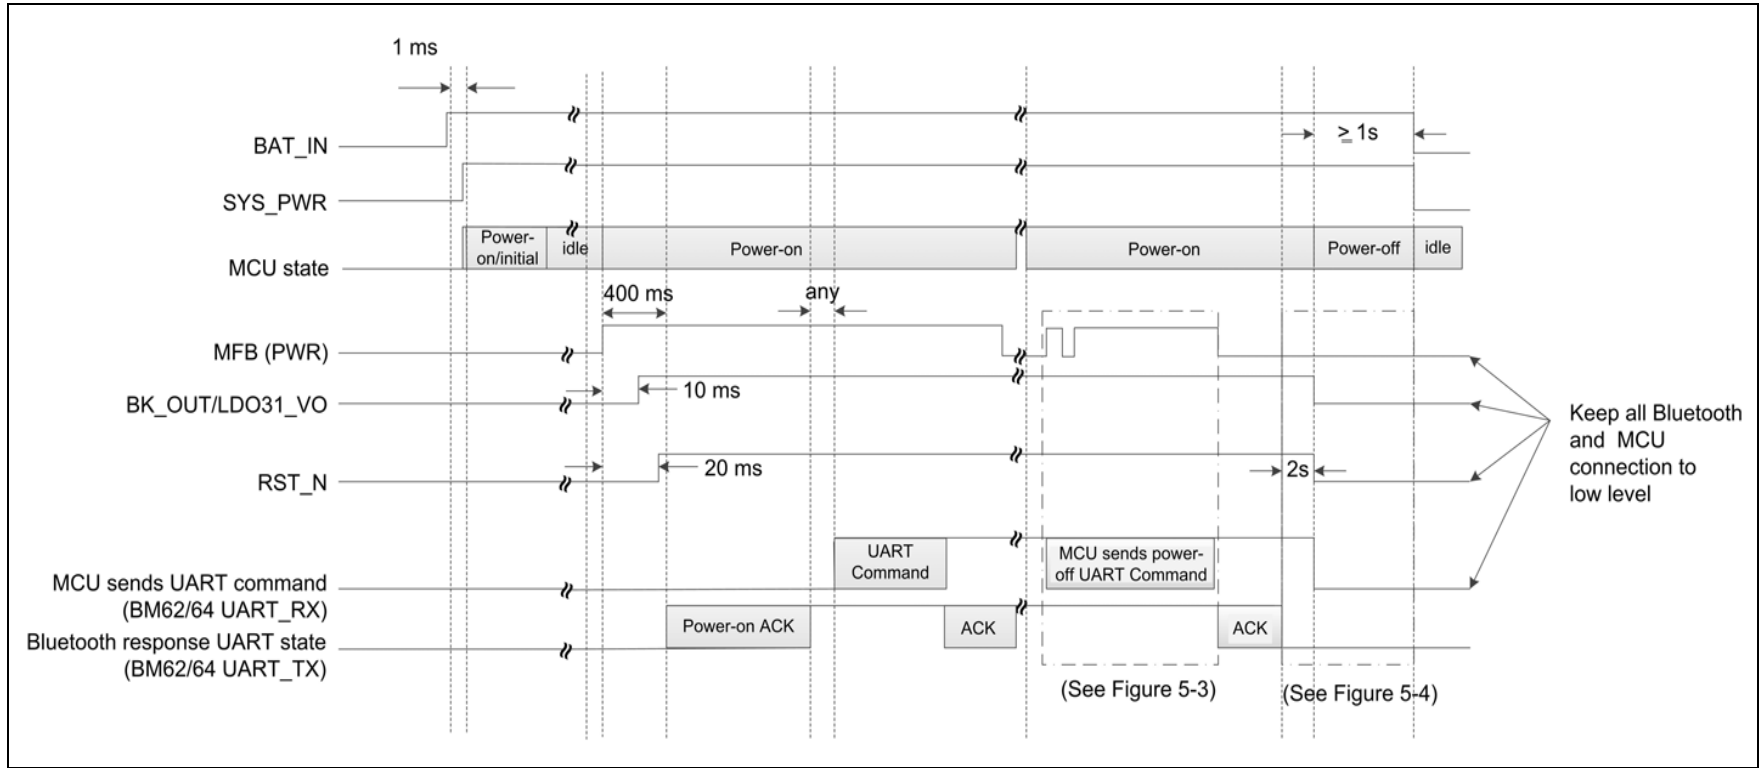 1 ms
BAT_IN
≥ 1s
SYS_PWR
Power-
on/initial
idle
Power-on
Power-on
Power-off
idle
MCU state
400 ms
any
MFB (PWR)
10 ms
BK_OUT/LDO31_VO
Keep all Bluetooth
and MCU
connection to
low level
20 ms
2s
RST_N
UART
Command
MCU sends power-
off UART Command
MCU sends UART command
(BM62/64 UART_RX)
Power-on ACK
ACK
ACK
Bluetooth response UART state
(BM62/64 UART_TX)
(See Figure 5-3)
(See Figure 5-4)